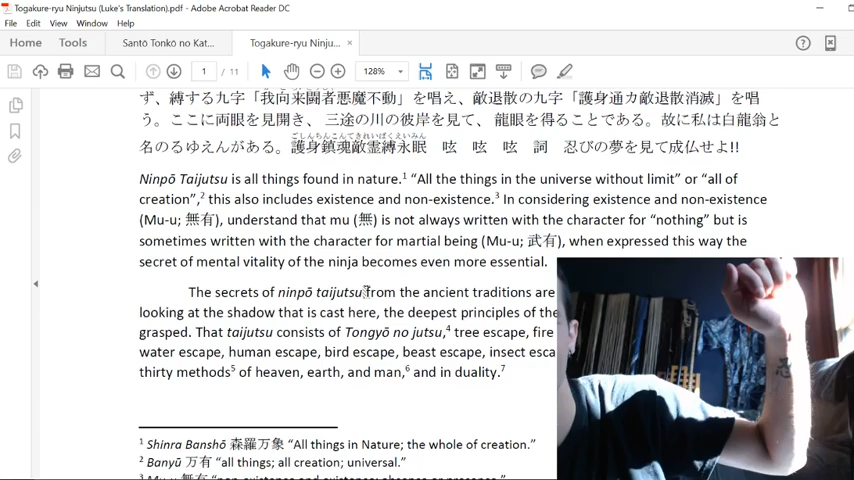 Togakure-ryu Ninjutsu (Luke's Translation).pdf - Adobe Acrobat Reader DC
File Edit View Window Help
Home Tools Santō Tonkō no Kat... Togakure-ryu Ninju... ×
1 / 11 128%
ず、縛する九字「我向来闘者悪魔不動」を唱え、敵退散の九字「護身通力敵退散消滅」を唱
う。ここに両眼を見開き、三途の川の彼岸を見て、龍眼を得ることである。故に私は白龍翁と
ごしんちんこんてきれいばくえいみん
名のるゆえんがある。護身鎮魂敵霊縛永眠 呟 呟 呟 詞 忍びの夢を見て成仏せよ!!
Ninpō Taijutsu is all things found in nature.1 “All the things in the universe without limit” or “all of
creation”,2 this also includes existence and non-existence.3 In considering existence and non-existence
(Mu-u; 無有), understand that mu (無) is not always written with the character for “nothing” but is
sometimes written with the character for martial being (Mu-u; 武有), when expressed this way the
secret of mental vitality of the ninja becomes even more essential.
The secrets of ninpō taijutsu from the ancient traditions are
looking at the shadow that is cast here, the deepest principles of the
grasped. That taijutsu consists of Tongyō no jutsu,4 tree escape, fire
water escape, human escape, bird escape, beast escape, insect esca
thirty methods5 of heaven, earth, and man,6 and in duality.7
1 Shinra Banshō 森羅万象 “All things in Nature; the whole of creation.”
2 Banyū 万有 “all things; all creation; universal.”
3 Mu-u 無有 “non-existence and existence; absence or presence.”